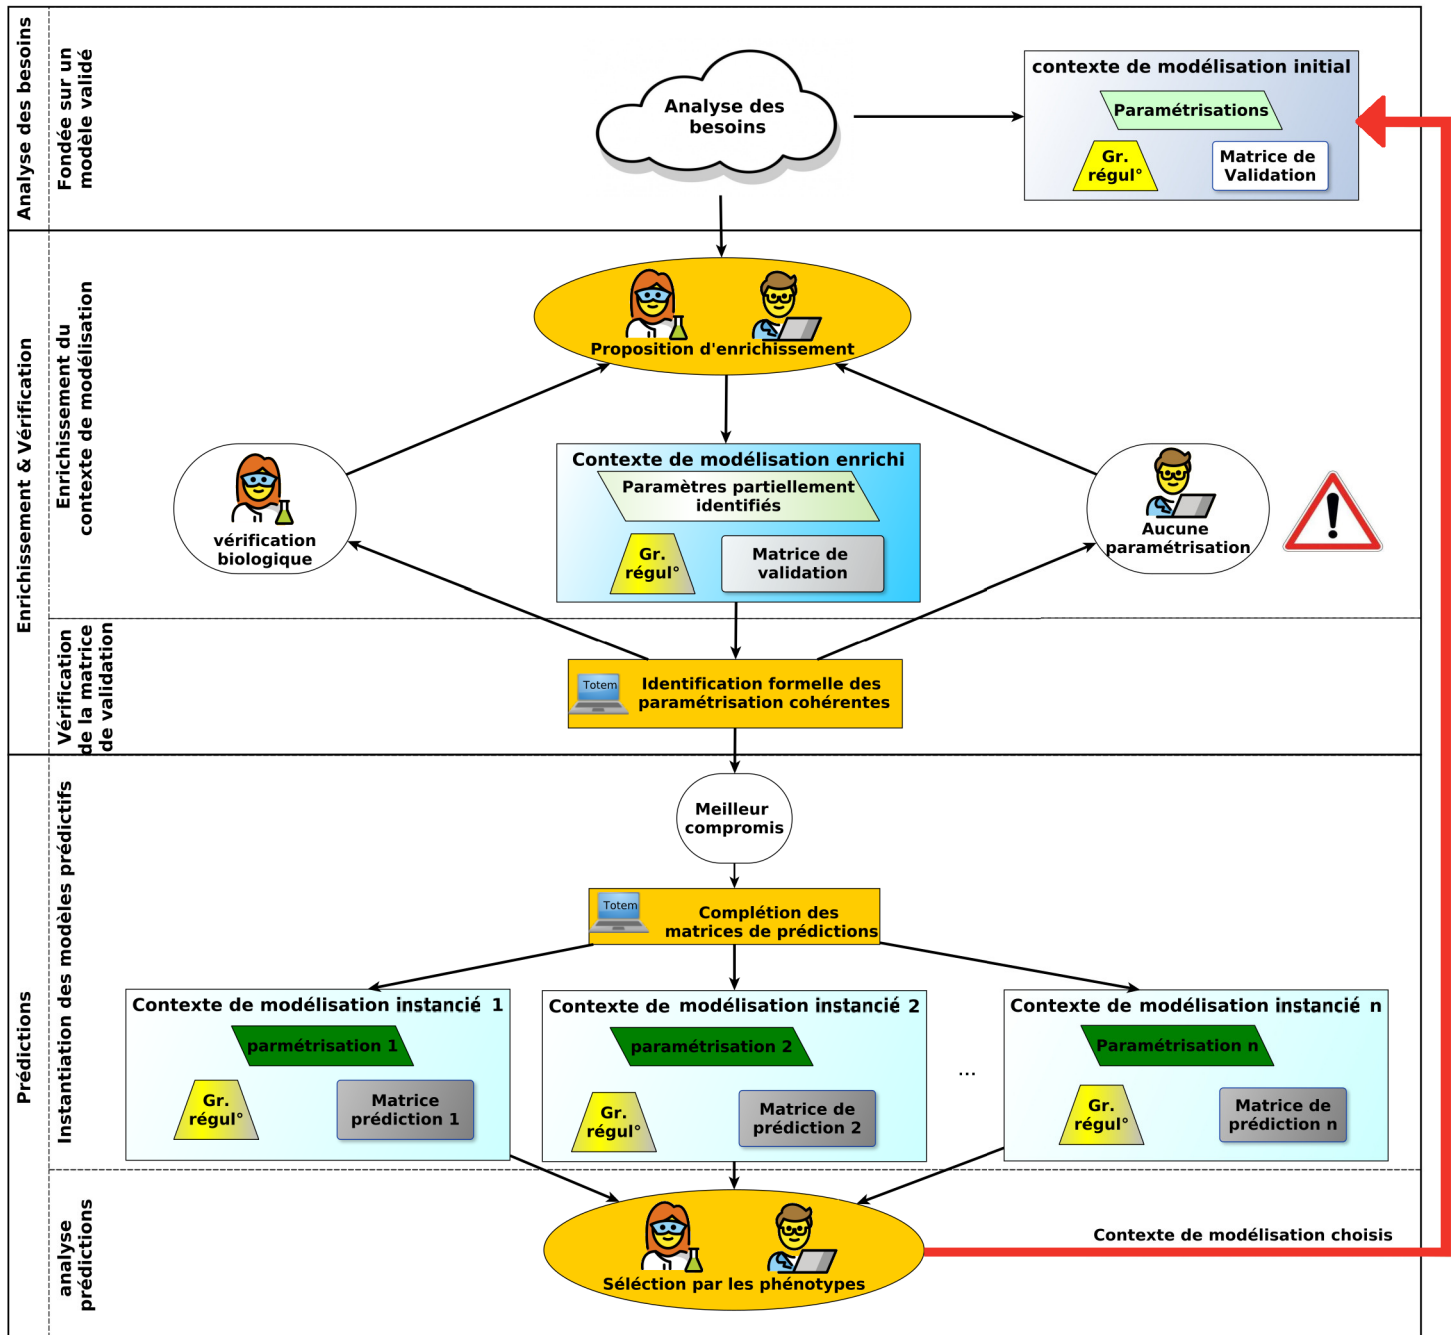 Analyse des besoins
Fondée sur un
modèle validé
Analyse des
besoins
contexte de modélisation initial
Paramétrisations
Gr.
régul°
Matrice de
Validation
Enrichissement & Vérification
Enrichissement du
contexte de modélisation
Proposition d'enrichissement
vérification
biologique
Contexte de modélisation enrichi
Paramètres partiellement
identifiés
Gr.
régul°
Matrice de
validation
Aucune
paramétrisation
!
Vérification
de la matrice
de validation
Totem
Identification formelle des
paramétrisation cohérentes
Prédictions
Instantiation des modèles prédictifs
Meilleur
compromis
Totem
Complétion des
matrices de prédictions
Contexte de modélisation instancié 1
parmétrisation 1
Gr.
régul°
Matrice
prédiction 1
Contexte de modélisation instancié 2
paramétrisation 2
Gr.
régul°
Matrice de
prédiction 2
...
Contexte de modélisation instancié n
Paramétrisation n
Gr.
régul°
Matrice de
prédiction n
analyse
prédictions
Séléction par les phénotypes
Contexte de modélisation choisis